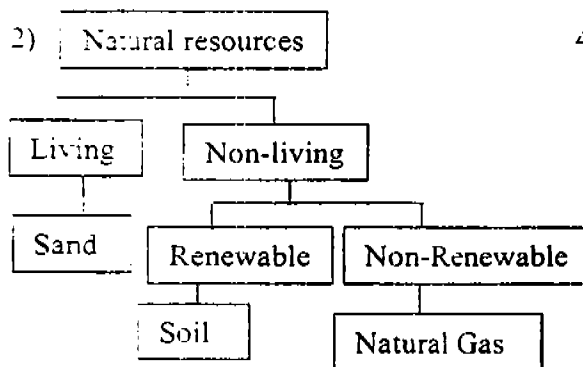 2) Natural resources 4
Living Non-living
Sand Renewable Non-Renewable
Soil Natural Gas